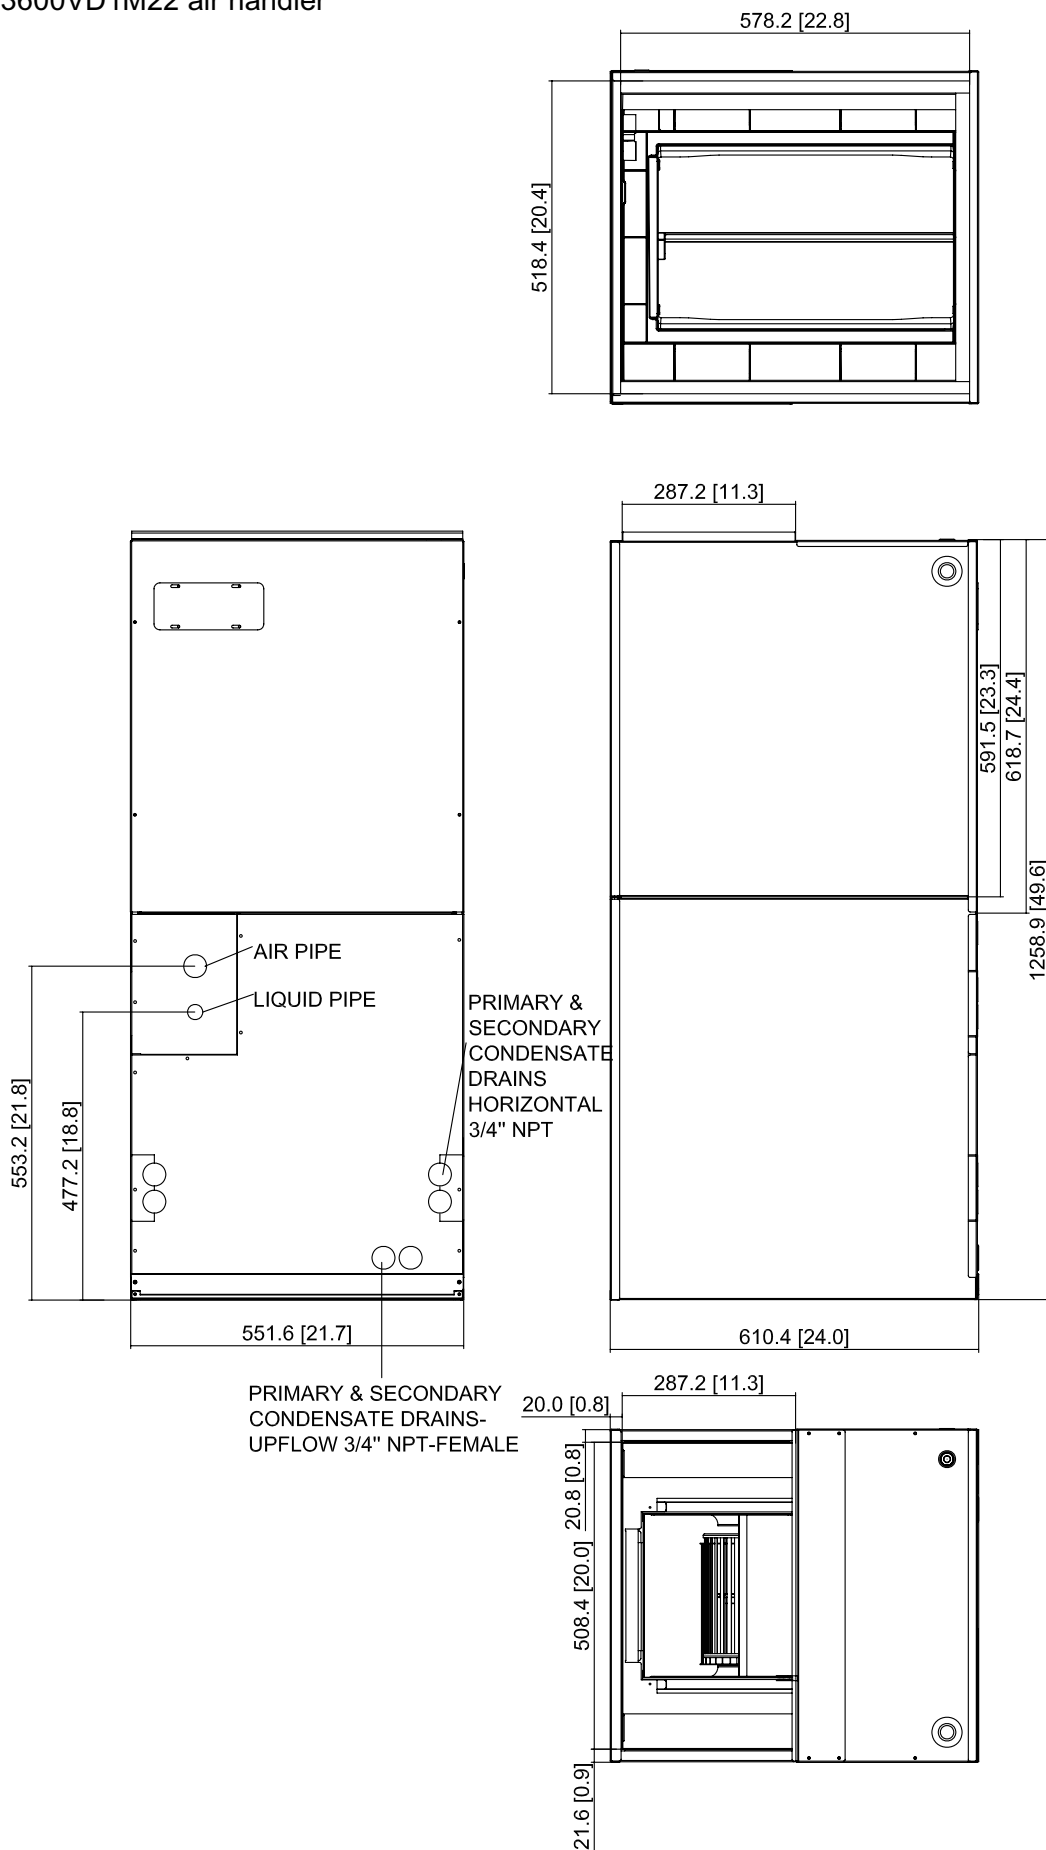 3600VD1M22 air handler
578.2 [22.8]
518.4 [20.4]
287.2 [11.3]
591.5 [23.3]
618.7 [24.4]
1258.9 [49.6]
AIR PIPE
LIQUID PIPE
PRIMARY &
SECONDARY
CONDENSATE
DRAINS
HORIZONTAL
3/4" NPT
553.2 [21.8]
477.2 [18.8]
551.6 [21.7]
610.4 [24.0]
PRIMARY & SECONDARY
CONDENSATE DRAINS-
UPFLOW 3/4" NPT-FEMALE
20.0 [0.8]
287.2 [11.3]
20.8 [0.8]
508.4 [20.0]
21.6 [0.9]